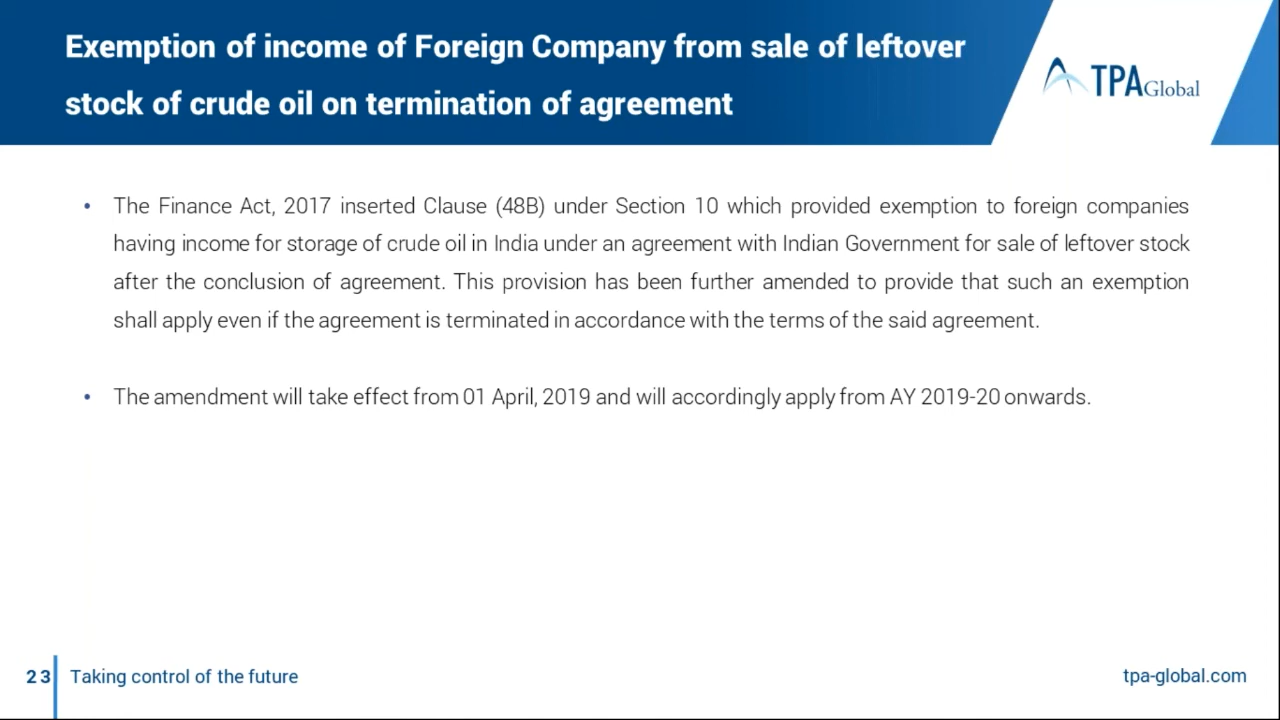 Exemption of income of Foreign Company from sale of leftover
stock of crude oil on termination of agreement
TPAGlobal
• The Finance Act, 2017 inserted Clause (48B) under Section 10 which provided exemption to foreign companies
having income for storage of crude oil in India under an agreement with Indian Government for sale of leftover stock
after the conclusion of agreement. This provision has been further amended to provide that such an exemption
shall apply even if the agreement is terminated in accordance with the terms of the said agreement.
• The amendment will take effect from 01 April, 2019 and will accordingly apply from AY 2019-20 onwards.
23 Taking control of the future
tpa-global.com